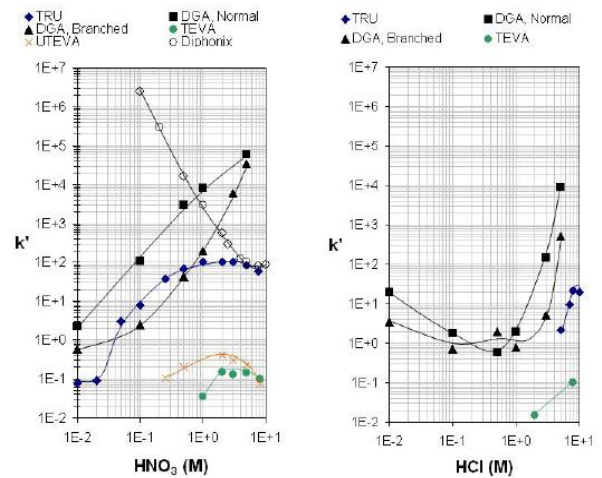 TRU DGA, Normal
DGA, Branched TEVA
UTEVA Diphonix
1E+7
1E+6
1E+5
1E+4
1E+3
1E+2
1E+1
1E+0
1E-1
1E-2
k'
1E-2 1E-1 1E+0 1E+1
HNO₃ (M)
TRU DGA, Normal
DGA, Branched TEVA
1E+7
1E+6
1E+5
1E+4
1E+3
1E+2
1E+1
1E+0
1E-1
1E-2
k'
1E-2 1E-1 1E+0 1E+1
HCl (M)